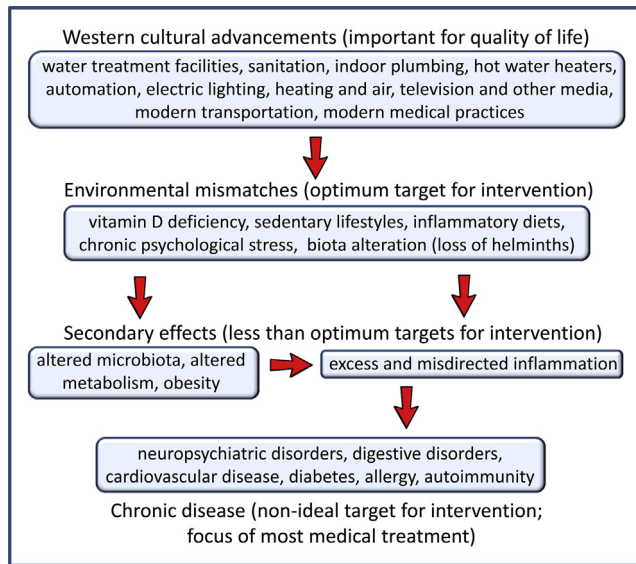 Western cultural advancements (important for quality of life)
water treatment facilities, sanitation, indoor plumbing, hot water heaters,
automation, electric lighting, heating and air, television and other media,
modern transportation, modern medical practices
Environmental mismatches (optimum target for intervention)
vitamin D deficiency, sedentary lifestyles, inflammatory diets,
chronic psychological stress, biota alteration (loss of helminths)
Secondary effects (less than optimum targets for intervention)
altered microbiota, altered
metabolism, obesity
excess and misdirected inflammation
neuropsychiatric disorders, digestive disorders,
cardiovascular disease, diabetes, allergy, autoimmunity
Chronic disease (non-ideal target for intervention;
focus of most medical treatment)